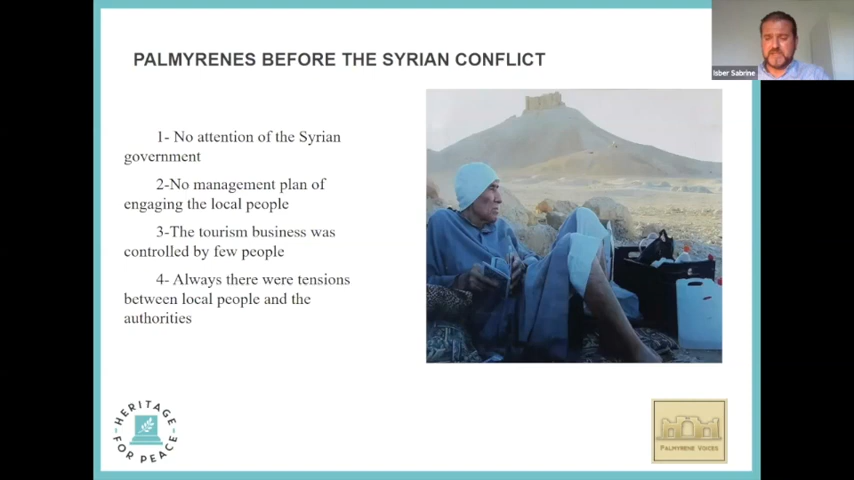 PALMYRENES BEFORE THE SYRIAN CONFLICT
Isber Sabrine
1- No attention of the Syrian
government
2-No management plan of
engaging the local people
3-The tourism business was
controlled by few people
4- Always there were tensions
between local people and the
authorities
HERITAGE
FOR PEACE
PALMYRENE VOICES